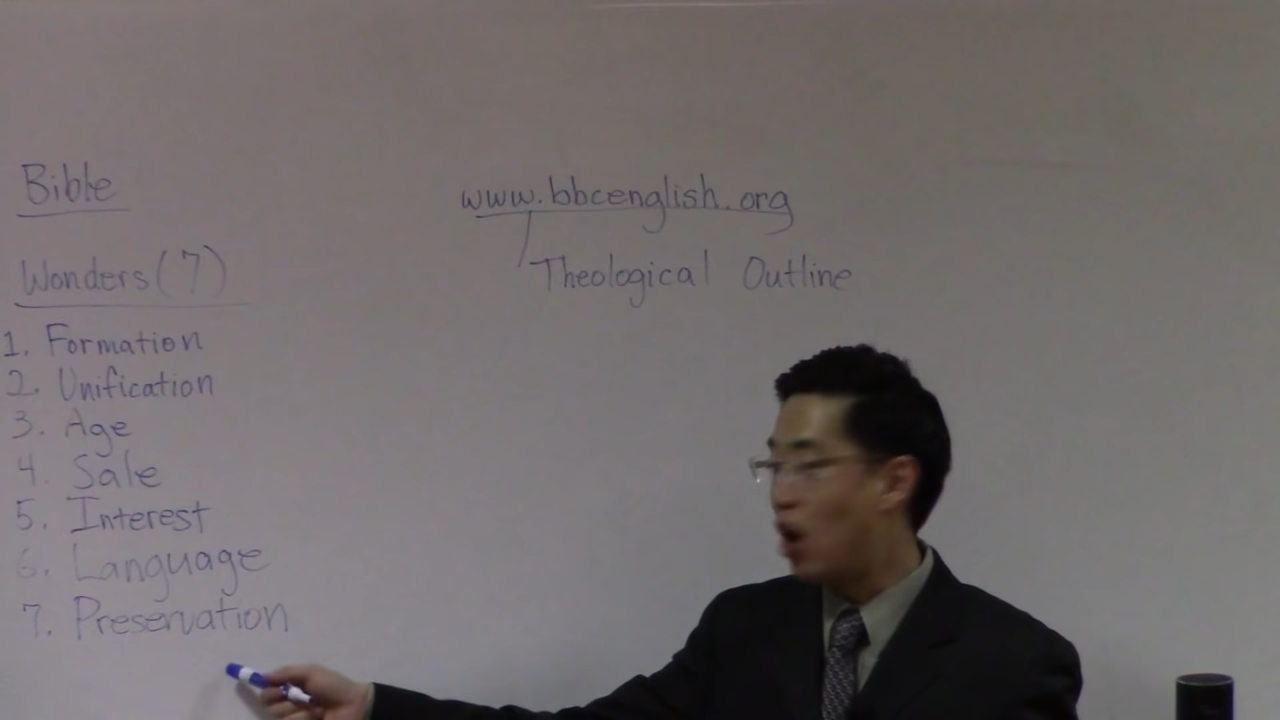 Bible
Wonders (7)
1. Formation
2. Unification
3. Age
4. Sale
5. Interest
6. Language
7. Preservation
www.bbcenglish.org
Theological Outline